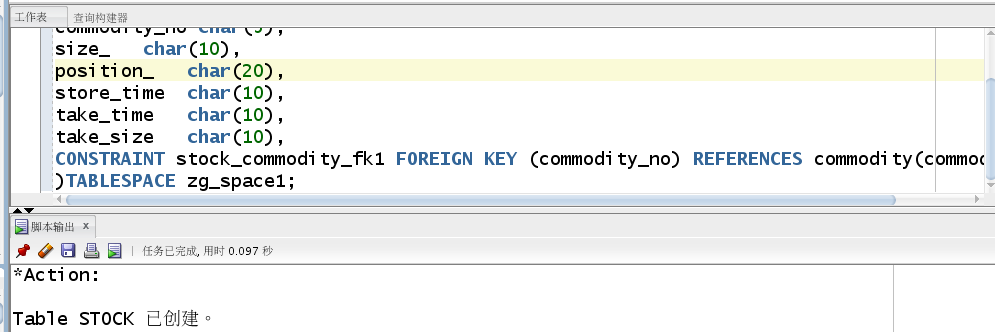 工作表 查询构建器
commodity_no char(9),
size_ char(10),
position_ char(20),
store_time char(10),
take_time char(10),
take_size char(10),
CONSTRAINT stock_commodity_fk1 FOREIGN KEY (commodity_no) REFERENCES commodity(commod
)TABLESPACE zg_space1;
脚本输出 x
任务已完成, 用时 0.097 秒
*Action:
Table STOCK 已创建。